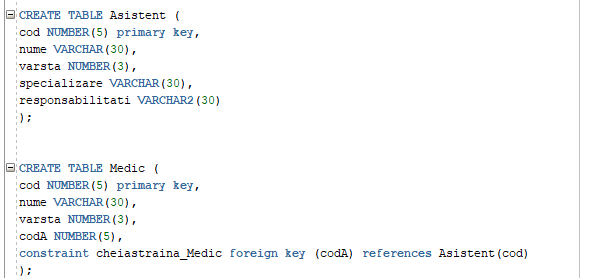 CREATE TABLE Asistent (
cod NUMBER(5) primary key,
nume VARCHAR(30),
varsta NUMBER(3),
specializare VARCHAR(30),
responsabilitati VARCHAR2(30)
);
CREATE TABLE Medic (
cod NUMBER(5) primary key,
nume VARCHAR(30),
varsta NUMBER(3),
codA NUMBER(5),
constraint cheiastraina_Medic foreign key (codA) references Asistent(cod)
);